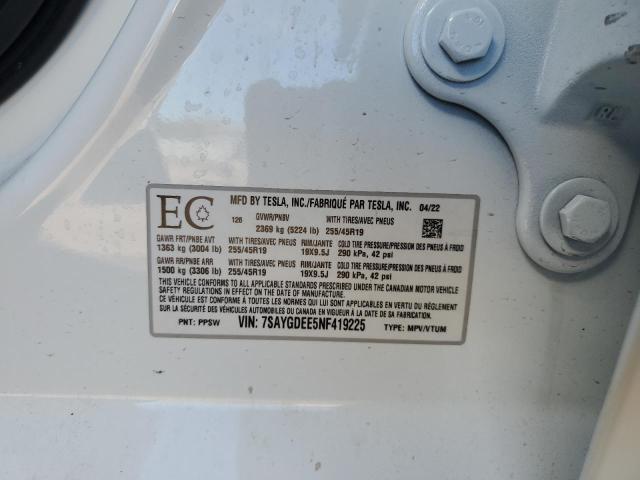 EC
MFD BY TESLA, INC./FABRIQUÉ PAR TESLA, INC. 04/22
126 GVWR/PNBV WITH TIRES/AVEC PNEUS
2369 kg (5224 lb) 255/45R19
GAWR FRT/PNBE AVT WITH TIRES/AVEC PNEUS RIM/JANTE COLD TIRE PRESSURE/PRESSION DES PNEUS À FROID
1363 kg (3004 lb) 255/45R19 19X9.5J 290 kPa, 42 psi
GAWR RR/PNBE ARR WITH TIRES/AVEC PNEUS RIM/JANTE COLD TIRE PRESSURE/PRESSION DES PNEUS À FROID
1500 kg (3306 lb) 255/45R19 19X9.5J 290 kPa, 42 psi
THIS VEHICLE CONFORMS TO ALL APPLICABLE STANDARDS PRESCRIBED UNDER THE CANADIAN MOTOR VEHICLE
SAFETY REGULATIONS IN EFFECT ON THE DATE OF MANUFACTURE
CE VÉHICULE EST CONFORME À TOUTES LES NORMES QUI LUI SONT APPLICABLES EN VERTU DU RÈGLEMENT
SUR LA SÉCURITÉ DES VÉHICULES AUTOMOBILES DU CANADA EN VIGUEUR À LA DATE DE SA FABRICATION
PNT: PPSW VIN: 7SAYGDEE5NF419225 TYPE: MPV/VTUM